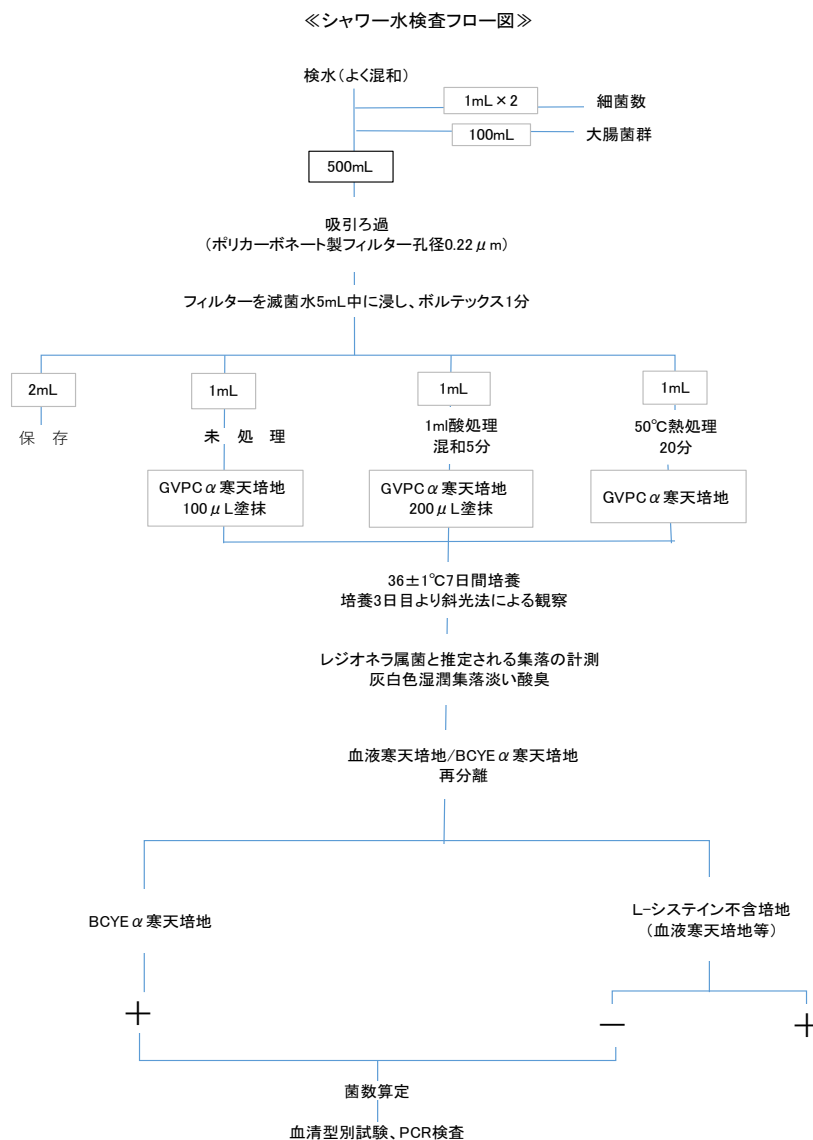 ≪シャワー水検査フロー図≫
検水（よく混和）
1mL×2
細菌数
100mL
大腸菌群
500mL
吸引ろ過
（ポリカーボネート製フィルター孔径0.22μm）
フィルターを滅菌水5mL中に浸し、ボルテックス1分
2mL
1mL
1mL
1mL
保　存
未　処　理
1ml酸処理
混和5分
50℃熱処理
20分
GVPCα寒天培地
100μL塗抹
GVPCα寒天培地
200μL塗抹
GVPCα寒天培地
36±1℃7日間培養
培養3日目より斜光法による観察
レジオネラ属菌と推定される集落の計測
灰白色湿潤集落淡い酸臭
血液寒天培地/BCYEα寒天培地
再分離
BCYEα寒天培地
L-システイン不含培地
（血液寒天培地等）
＋
－
＋
菌数算定
血清型別試験、PCR検査